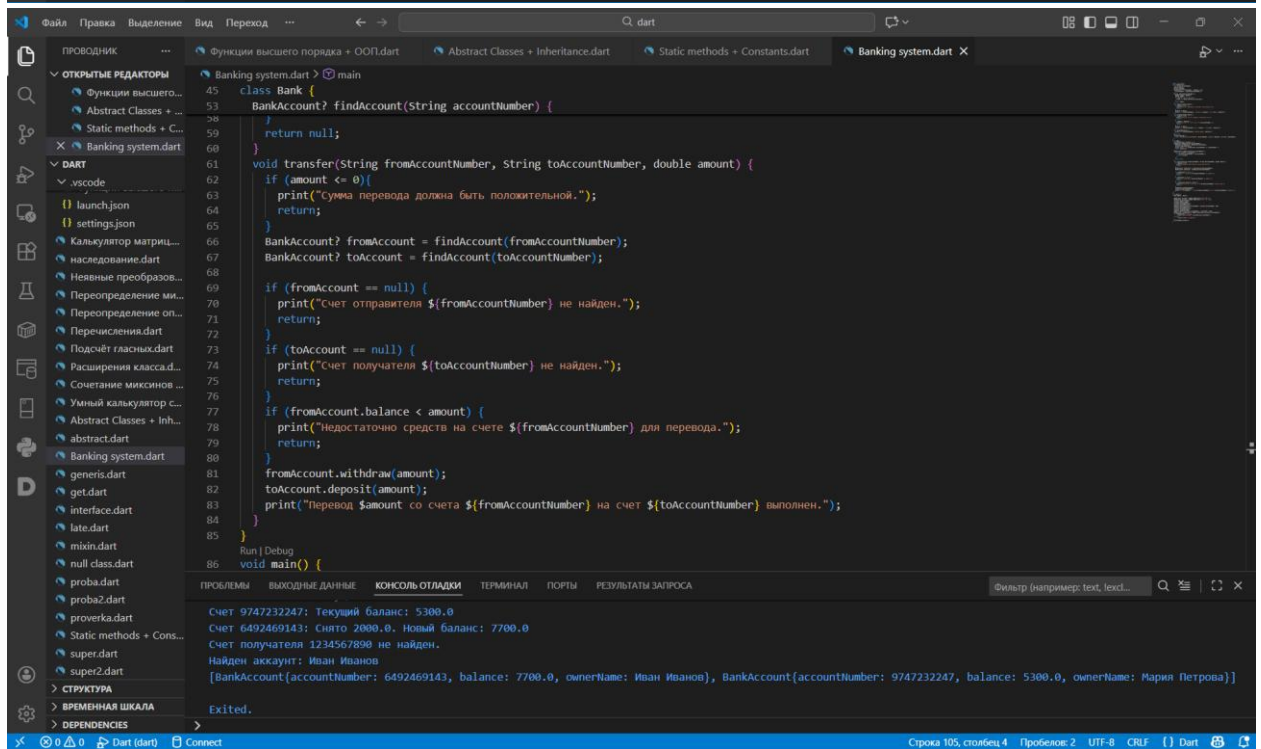 Файл Правка Выделение Вид Переход ··· dart
ПРОВОДНИК ···
Функции высшего порядка + ООП.dart Abstract Classes + Inheritance.dart Static methods + Constants.dart Banking system.dart
ОТКРЫТЫЕ РЕДАКТОРЫ
Функции высшего...
Abstract Classes + ...
Static methods + C...
Banking system.dart
DART
.vscode
{} launch.json
{} settings.json
Калькулятор матриц...
наследование.dart
Неявные преобразов...
Переопределение ми...
Переопределение оп...
Перечисления.dart
Подсчёт гласных.dart
Расширения класса.d...
Сочетание миксинов ...
Умный калькулятор с...
Abstract Classes + Inh...
abstract.dart
Banking system.dart
generis.dart
get.dart
interface.dart
late.dart
mixin.dart
null class.dart
proba.dart
proba2.dart
proverka.dart
Static methods + Cons...
super.dart
super2.dart
СТРУКТУРА
ВРЕМЕННАЯ ШКАЛА
DEPENDENCIES
Banking system.dart > main
45 class Bank {
53 BankAccount? findAccount(String accountNumber) {
58 }
59 return null;
60 }
61 void transfer(String fromAccountNumber, String toAccountNumber, double amount) {
62 if (amount <= 0){
63 print("Сумма перевода должна быть положительной.");
64 return;
65 }
66 BankAccount? fromAccount = findAccount(fromAccountNumber);
67 BankAccount? toAccount = findAccount(toAccountNumber);
68
69 if (fromAccount == null) {
70 print("Счет отправителя ${fromAccountNumber} не найден.");
71 return;
72 }
73 if (toAccount == null) {
74 print("Счет получателя ${toAccountNumber} не найден.");
75 return;
76 }
77 if (fromAccount.balance < amount) {
78 print("Недостаточно средств на счете ${fromAccountNumber} для перевода.");
79 return;
80 }
81 fromAccount.withdraw(amount);
82 toAccount.deposit(amount);
83 print("Перевод $amount со счета ${fromAccountNumber} на счет ${toAccountNumber} выполнен.");
84 }
85 }
Run | Debug
86 void main() {
ПРОБЛЕМЫ ВЫХОДНЫЕ ДАННЫЕ КОНСОЛЬ ОТЛАДКИ ТЕРМИНАЛ ПОРТЫ РЕЗУЛЬТАТЫ ЗАПРОСА Фильтр (например: text, !excl...
Счет 9747232247: Текущий баланс: 5300.0
Счет 6492469143: Снято 2000.0. Новый баланс: 7700.0
Счет получателя 1234567890 не найден.
Найден аккаунт: Иван Иванов
[BankAccount{accountNumber: 6492469143, balance: 7700.0, ownerName: Иван Иванов}, BankAccount{accountNumber: 9747232247, balance: 5300.0, ownerName: Мария Петрова}]
Exited.
>
0 0 Dart (dart) Connect Строка 105, столбец 4 Пробелов: 2 UTF-8 CRLF {} Dart